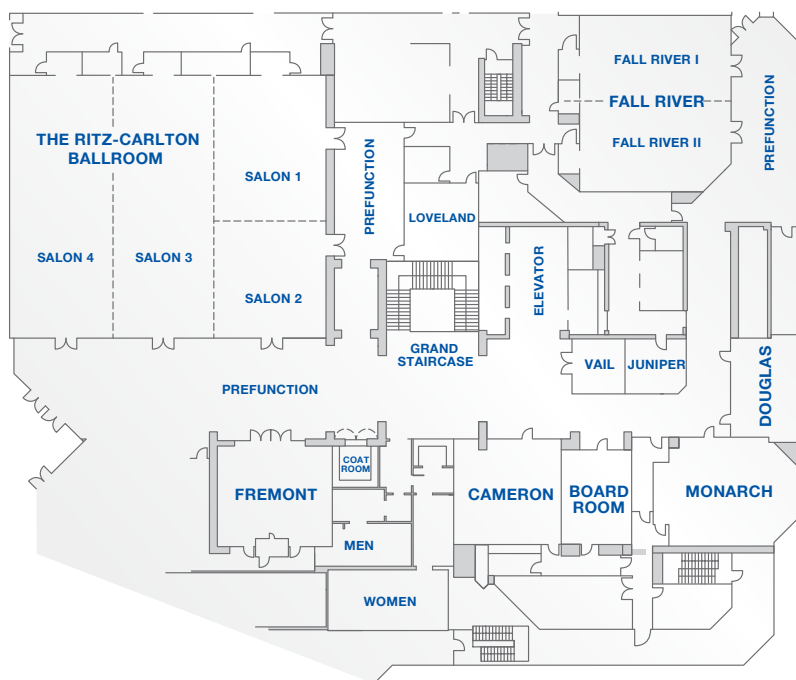 FALL RIVER I
FALL RIVER
FALL RIVER II
PREFUNCTION
THE RITZ-CARLTON
BALLROOM
SALON 1
SALON 4
SALON 3
SALON 2
PREFUNCTION
LOVELAND
ELEVATOR
GRAND
STAIRCASE
VAIL
JUNIPER
DOUGLAS
PREFUNCTION
COAT
ROOM
FREMONT
CAMERON
BOARD
ROOM
MONARCH
MEN
WOMEN